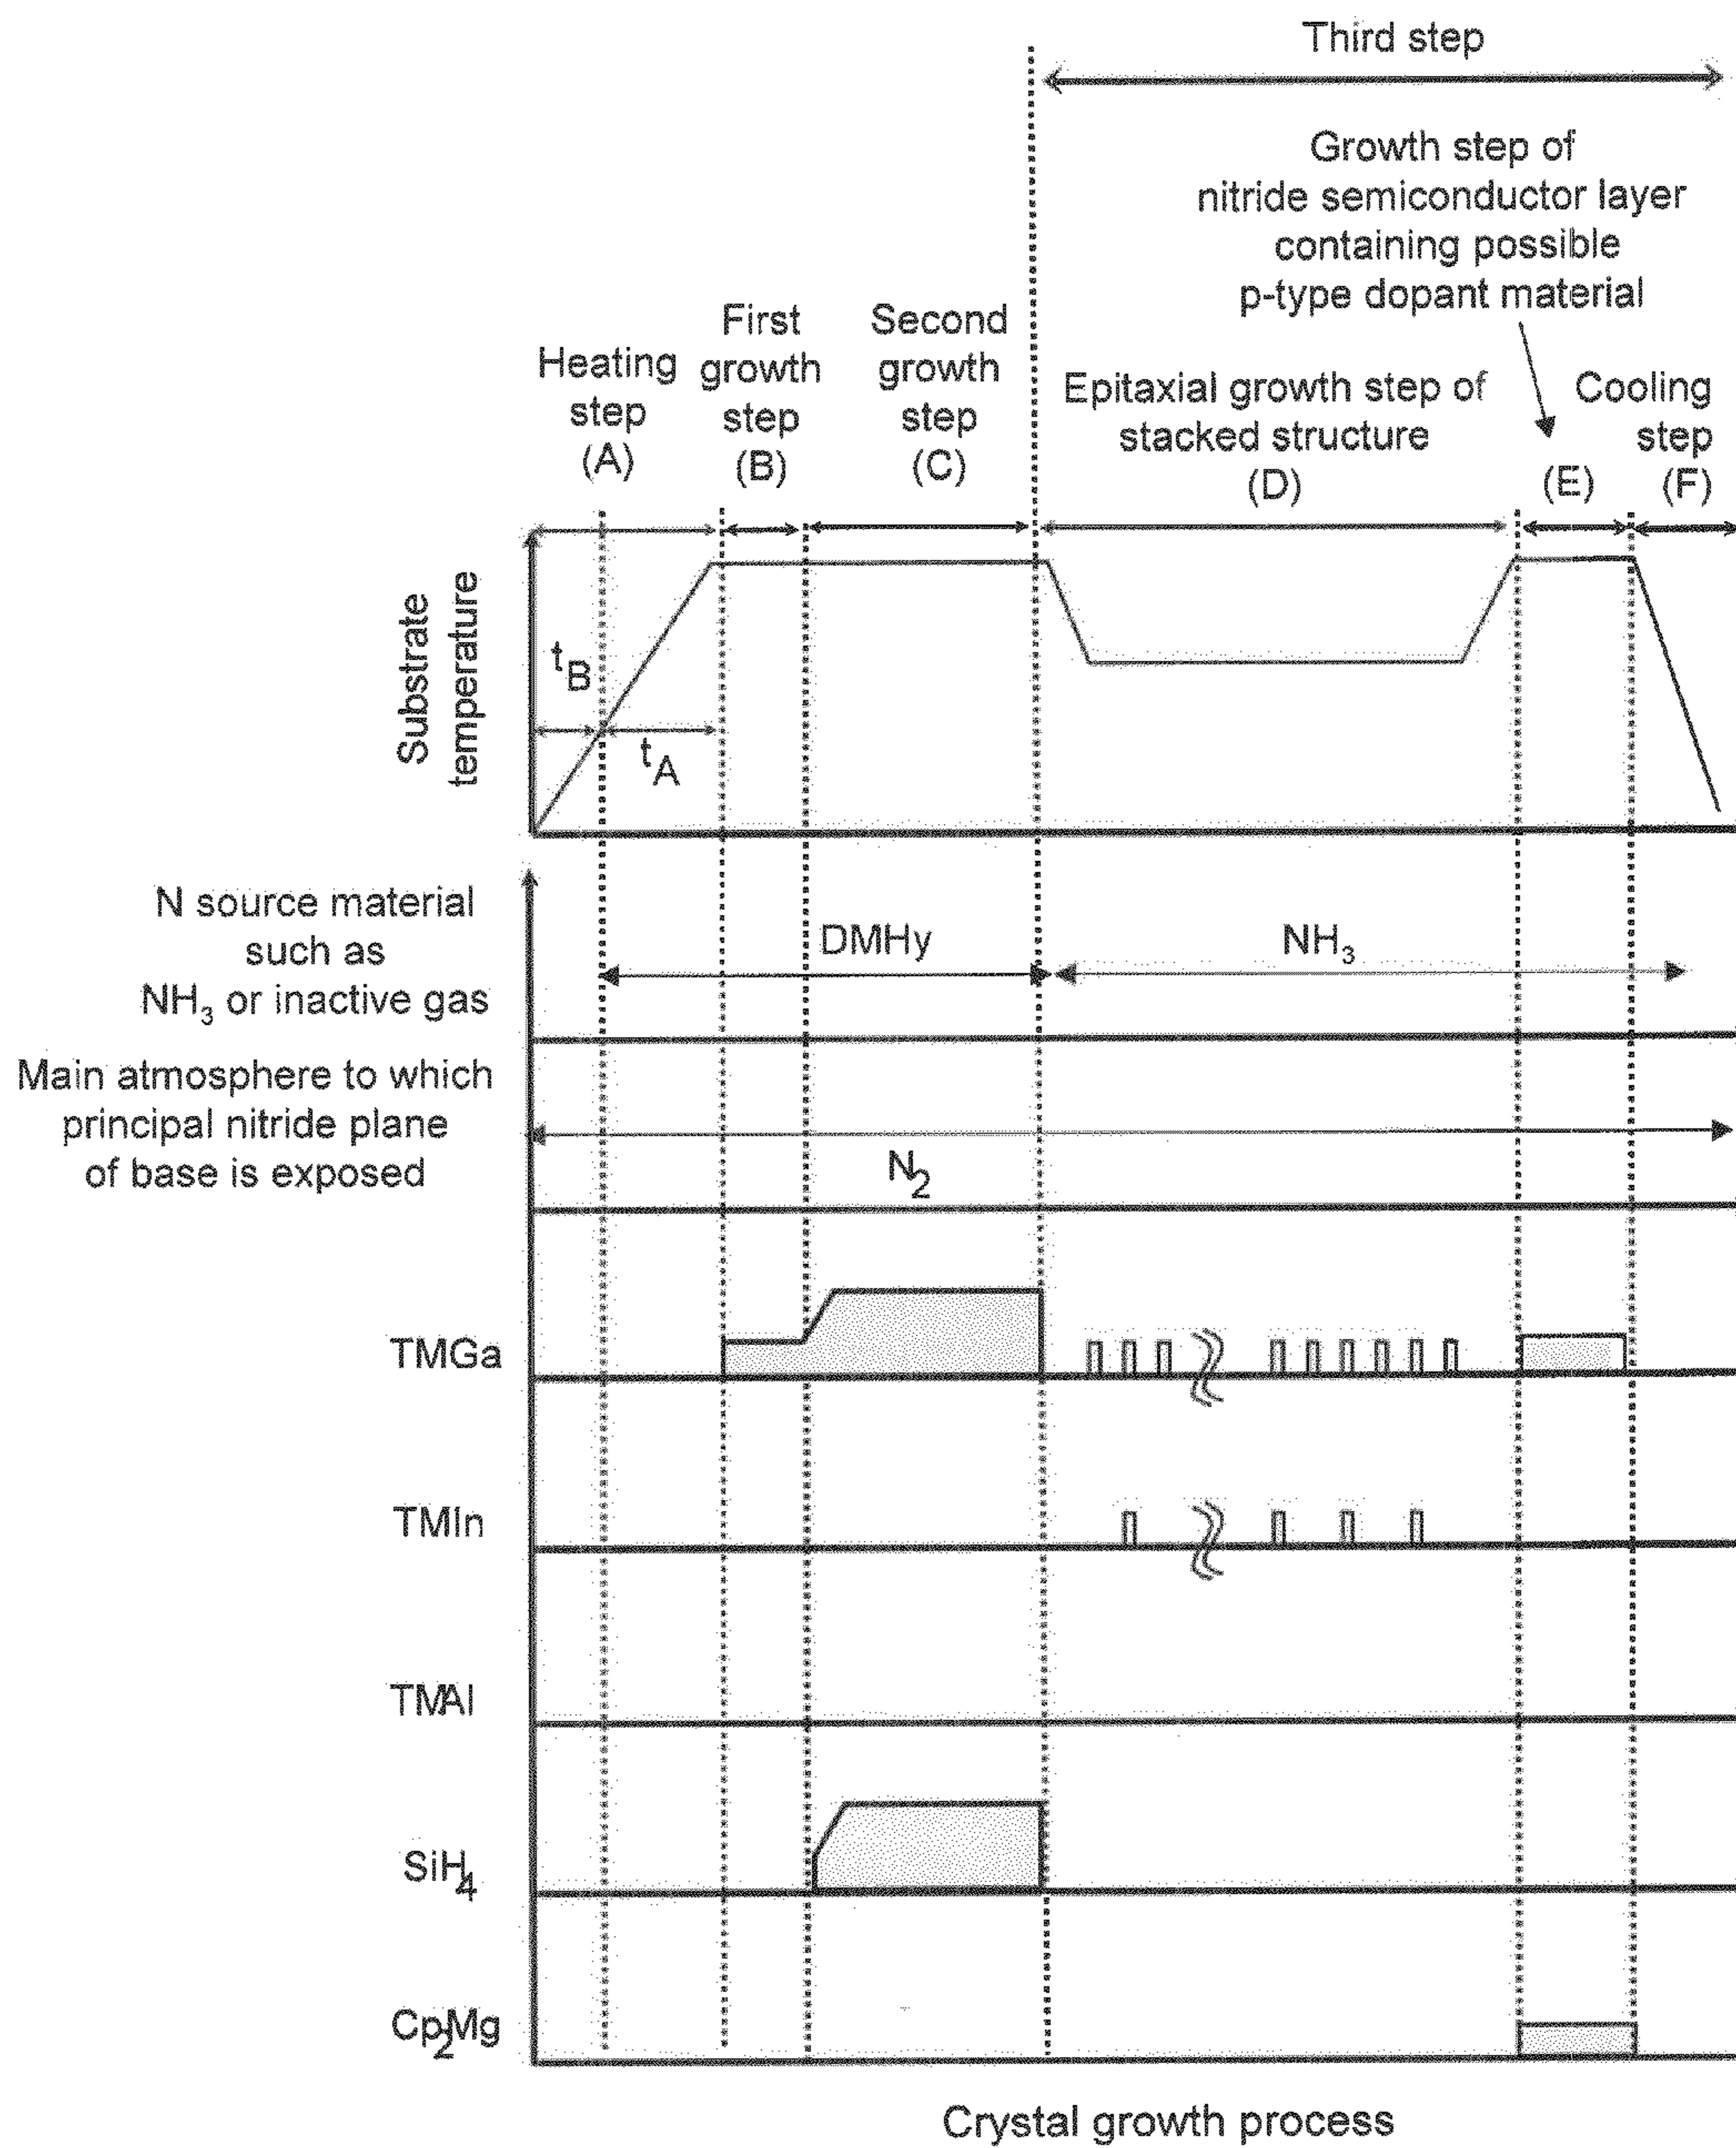 Third step
Growth step of
nitride semiconductor layer
containing possible
p-type dopant material
Heating
step
(A)
First
growth
step
(B)
Second
growth
step
(C)
Epitaxial growth step of
stacked structure
(D)
(E)
Cooling
step
(F)
Substrate
temperature
tB
tA
N source material
such as
NH3 or inactive gas
DMHy
NH3
Main atmosphere to which
principal nitride plane
of base is exposed
N2
TMGa
TMIn
TMAl
SiH4
Cp2Mg
Crystal growth process